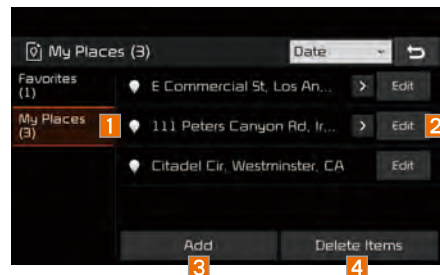 My Places (3) Date
Favorites
(1)
E Commercial St, Los An... > Edit
My Places
(3)
1
111 Peters Canyon Rd, Ir... > Edit 2
Citadel Cir, Westminster, CA Edit
Add Delete Items
3 4